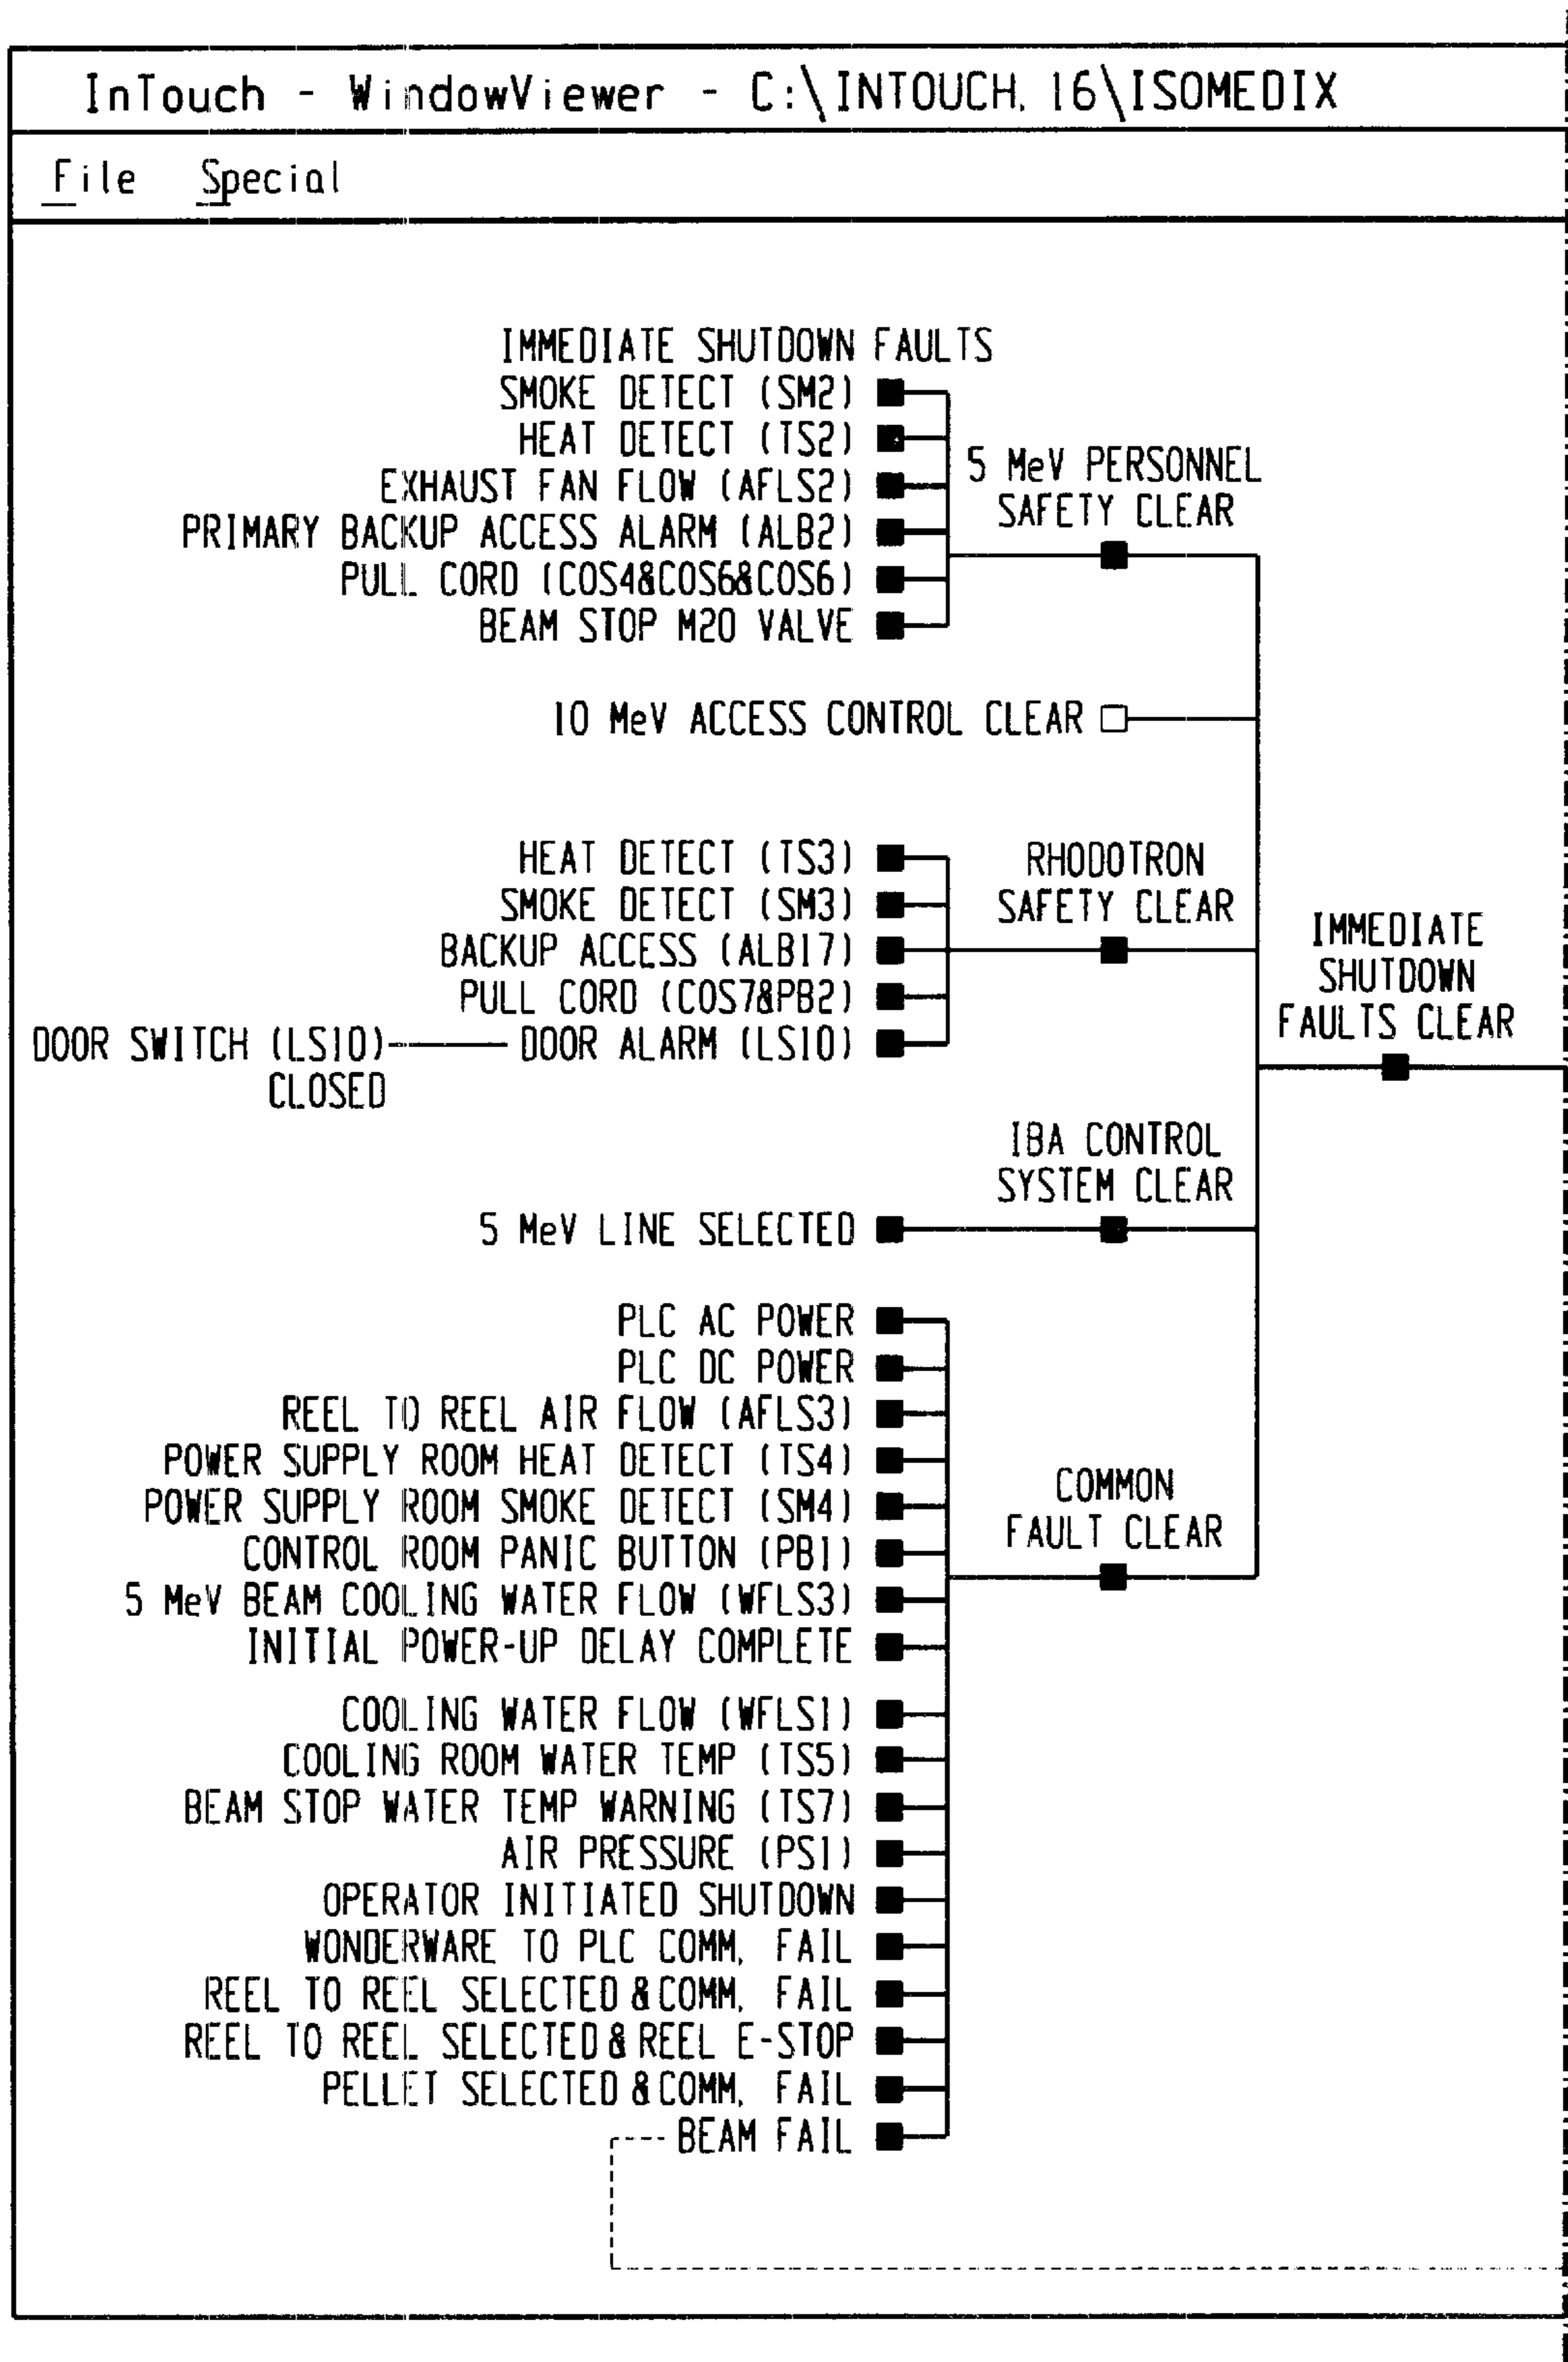 InTouch - WindowViewer - C:\INTOUCH.16\ISOMEDIX
File Special
IMMEDIATE SHUTDOWN FAULTS
SMOKE DETECT (SM2)
HEAT DETECT (TS2)
EXHAUST FAN FLOW (AFLS2)
PRIMARY BACKUP ACCESS ALARM (ALB2)
PULL CORD (COS4&COS6&COS6)
BEAM STOP M20 VALVE
5 MeV PERSONNEL
SAFETY CLEAR
10 MeV ACCESS CONTROL CLEAR
HEAT DETECT (TS3)
SMOKE DETECT (SM3)
BACKUP ACCESS (ALB17)
PULL CORD (COS7&PB2)
DOOR SWITCH (LS10)
CLOSED
DOOR ALARM (LS10)
RHODOTRON
SAFETY CLEAR
IMMEDIATE
SHUTDOWN
FAULTS CLEAR
IBA CONTROL
SYSTEM CLEAR
5 MeV LINE SELECTED
PLC AC POWER
PLC DC POWER
REEL TO REEL AIR FLOW (AFLS3)
POWER SUPPLY ROOM HEAT DETECT (TS4)
POWER SUPPLY ROOM SMOKE DETECT (SM4)
CONTROL ROOM PANIC BUTTON (PB1)
5 MeV BEAM COOLING WATER FLOW (WFLS3)
INITIAL POWER-UP DELAY COMPLETE
COMMON
FAULT CLEAR
COOLING WATER FLOW (WFLS1)
COOLING ROOM WATER TEMP (TS5)
BEAM STOP WATER TEMP WARNING (TS7)
AIR PRESSURE (PS1)
OPERATOR INITIATED SHUTDOWN
WONDERWARE TO PLC COMM. FAIL
REEL TO REEL SELECTED & COMM. FAIL
REEL TO REEL SELECTED & REEL E-STOP
PELLET SELECTED & COMM. FAIL
BEAM FAIL